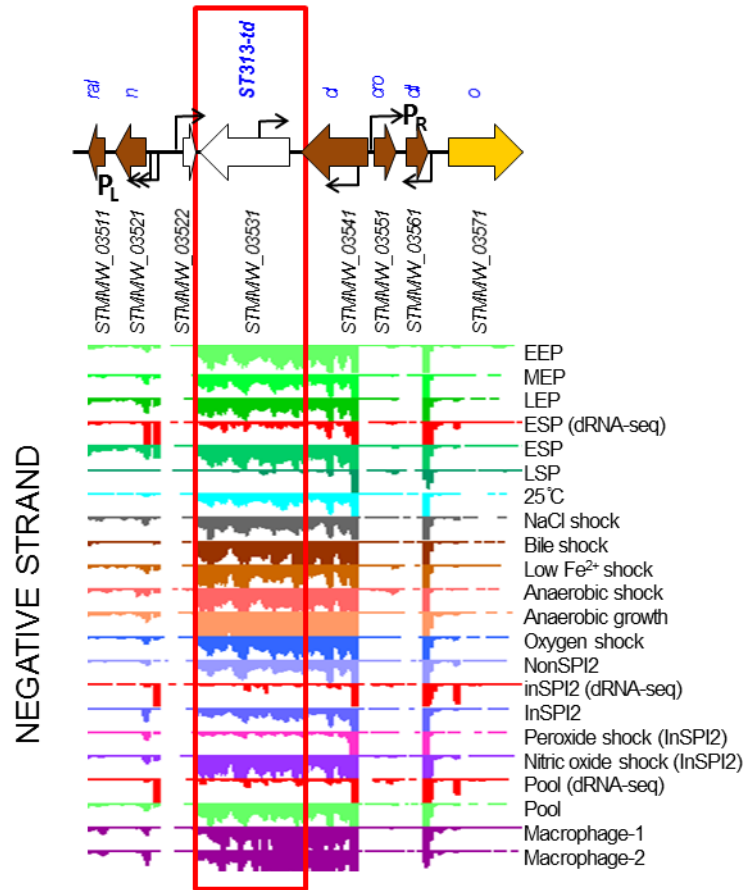 ral n ST313-td cI cro cII o
P_R
P_L
STMMW_03511 STMMW_03521 STMMW_03522 STMMW_03531 STMMW_03541 STMMW_03551 STMMW_03561 STMMW_03571
NEGATIVE STRAND
EEP
MEP
LEP
ESP (dRNA-seq)
ESP
LSP
25°C
NaCl shock
Bile shock
Low Fe²⁺ shock
Anaerobic shock
Anaerobic growth
Oxygen shock
NonSPI2
inSPI2 (dRNA-seq)
InSPI2
Peroxide shock (InSPI2)
Nitric oxide shock (InSPI2)
Pool (dRNA-seq)
Pool
Macrophage-1
Macrophage-2